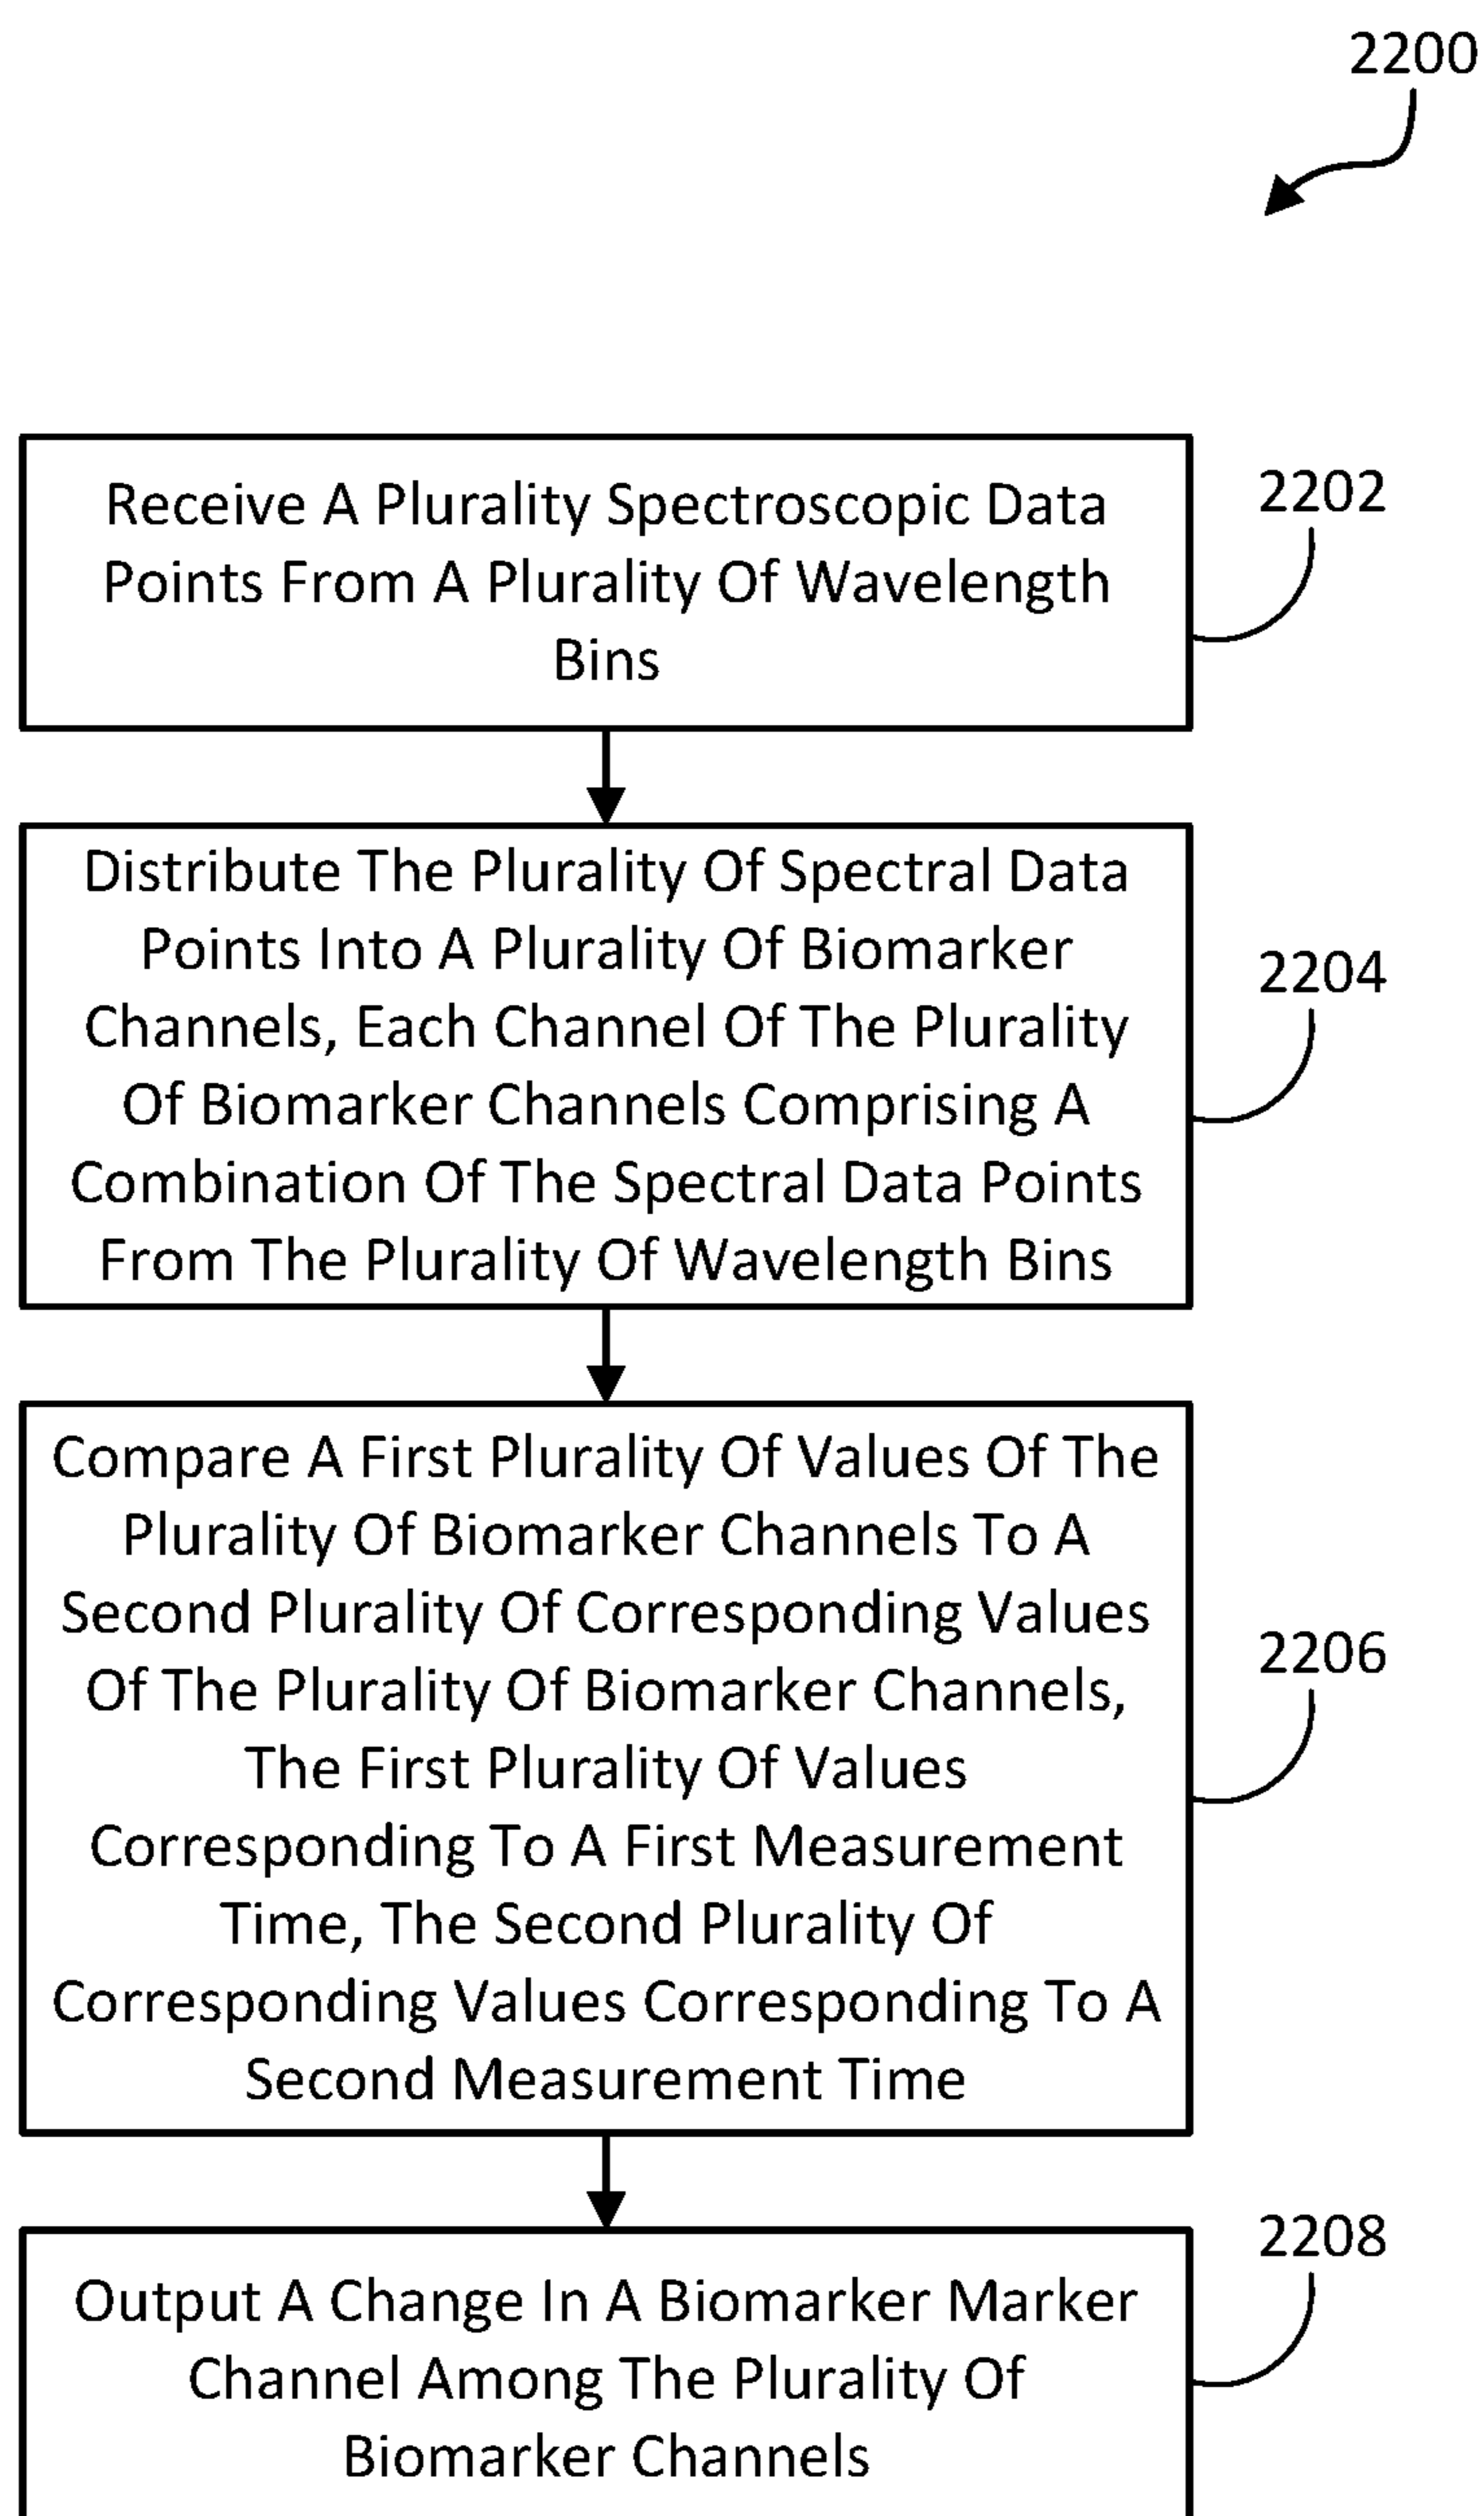 2200
Receive A Plurality Spectroscopic Data
Points From A Plurality Of Wavelength
Bins
2202
Distribute The Plurality Of Spectral Data
Points Into A Plurality Of Biomarker
Channels, Each Channel Of The Plurality
Of Biomarker Channels Comprising A
Combination Of The Spectral Data Points
From The Plurality Of Wavelength Bins
2204
Compare A First Plurality Of Values Of The
Plurality Of Biomarker Channels To A
Second Plurality Of Corresponding Values
Of The Plurality Of Biomarker Channels,
The First Plurality Of Values
Corresponding To A First Measurement
Time, The Second Plurality Of
Corresponding Values Corresponding To A
Second Measurement Time
2206
Output A Change In A Biomarker Marker
Channel Among The Plurality Of
Biomarker Channels
2208